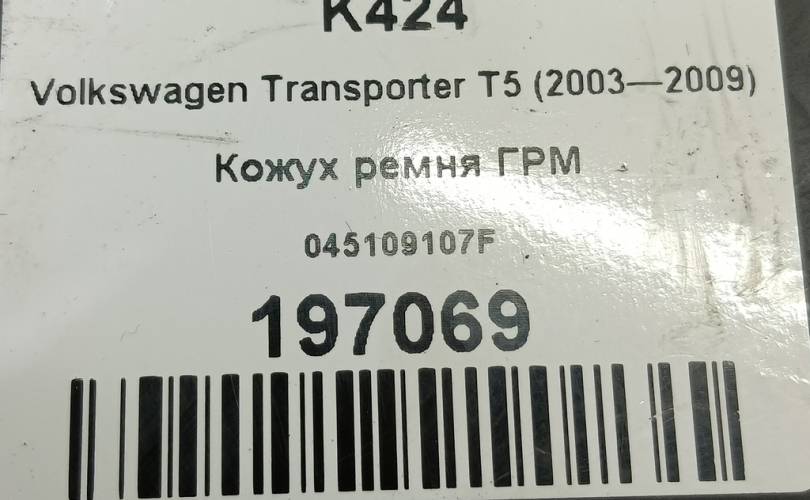 K424
Volkswagen Transporter T5 (2003—2009)
Кожух ремня ГРМ
045109107F
197069